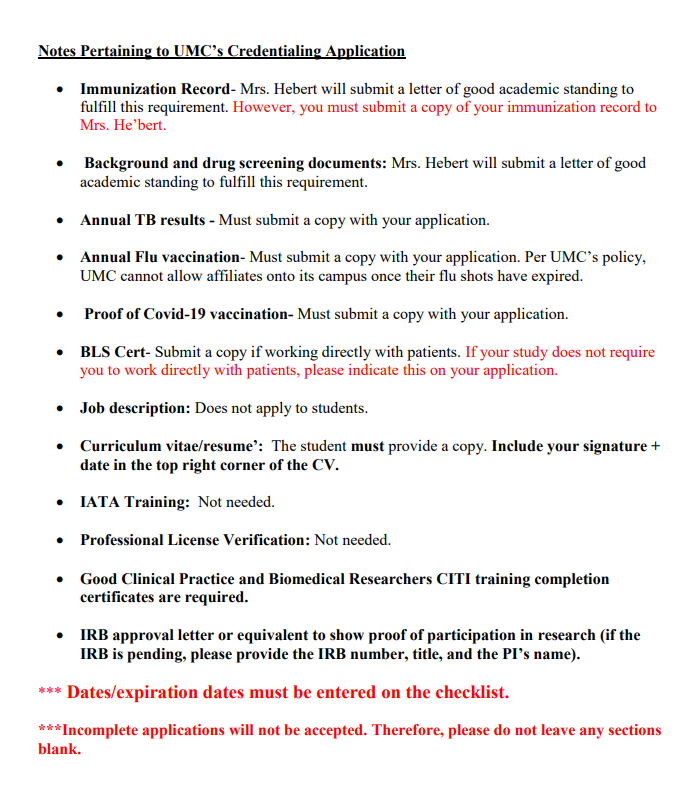 Notes Pertaining to UMC's Credentialing Application
• Immunization Record- Mrs. Hebert will submit a letter of good academic standing to
fulfill this requirement. However, you must submit a copy of your immunization record to
Mrs. He'bert.
• Background and drug screening documents: Mrs. Hebert will submit a letter of good
academic standing to fulfill this requirement.
• Annual TB results - Must submit a copy with your application.
• Annual Flu vaccination- Must submit a copy with your application. Per UMC's policy,
UMC cannot allow affiliates onto its campus once their flu shots have expired.
• Proof of Covid-19 vaccination- Must submit a copy with your application.
• BLS Cert- Submit a copy if working directly with patients. If your study does not require
you to work directly with patients, please indicate this on your application.
• Job description: Does not apply to students.
• Curriculum vitae/resume': The student must provide a copy. Include your signature +
date in the top right corner of the CV.
• IATA Training: Not needed.
• Professional License Verification: Not needed.
• Good Clinical Practice and Biomedical Researchers CITI training completion
certificates are required.
• IRB approval letter or equivalent to show proof of participation in research (if the
IRB is pending, please provide the IRB number, title, and the PI's name).
*** Dates/expiration dates must be entered on the checklist.
***Incomplete applications will not be accepted. Therefore, please do not leave any sections
blank.